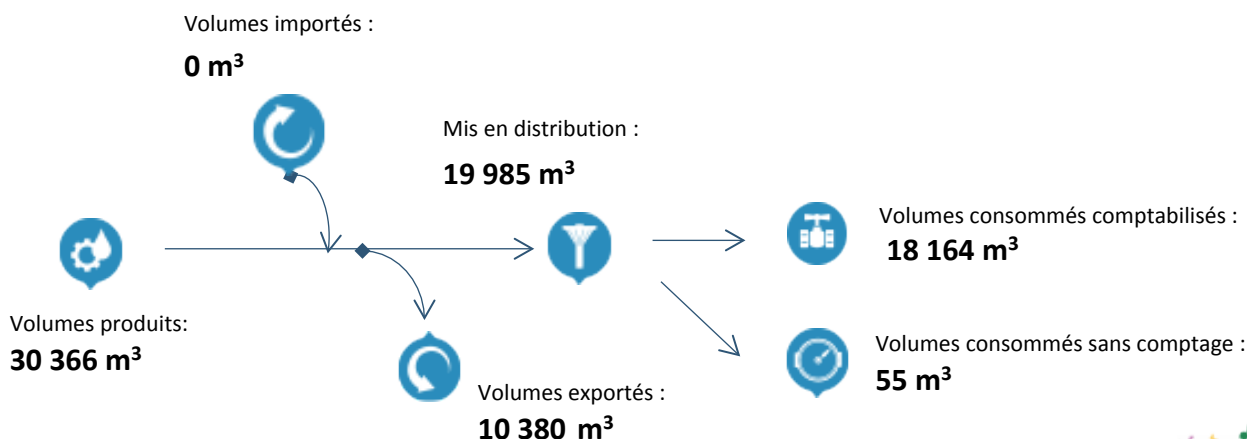 Volumes importés :
0 m³
Mis en distribution :
19 985 m³
Volumes consommés comptabilisés :
18 164 m³
Volumes produits:
30 366 m³
Volumes consommés sans comptage :
55 m³
Volumes exportés :
10 380 m³